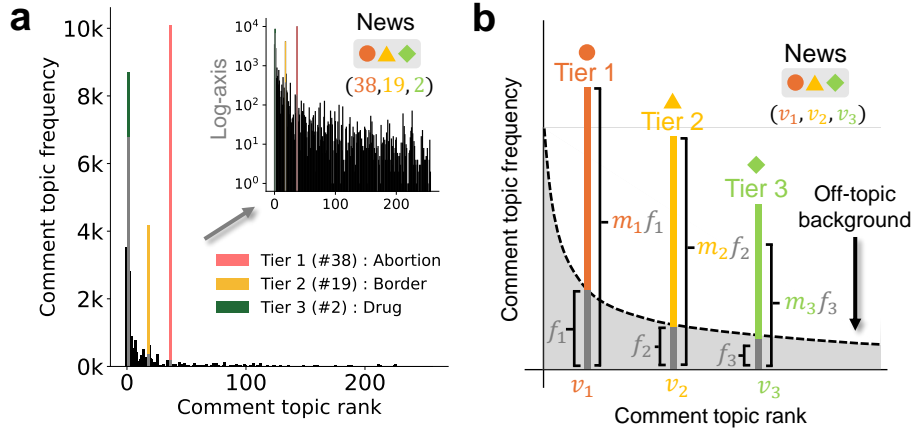 a
Comment topic frequency
10k
8k
6k
4k
2k
0k
0
100
200
Comment topic rank
Log-axis
10⁴
10³
10²
10¹
10⁰
0
100
200
News
(38,19, 2)
Tier 1 (#38) : Abortion
Tier 2 (#19) : Border
Tier 3 (#2) : Drug
b
Comment topic frequency
Tier 1
Tier 2
Tier 3
News
(v₁, v₂, v₃)
Off-topic
background
m₁f₁
m₂f₂
m₃f₃
f₁
f₂
f₃
v₁
v₂
v₃
Comment topic rank